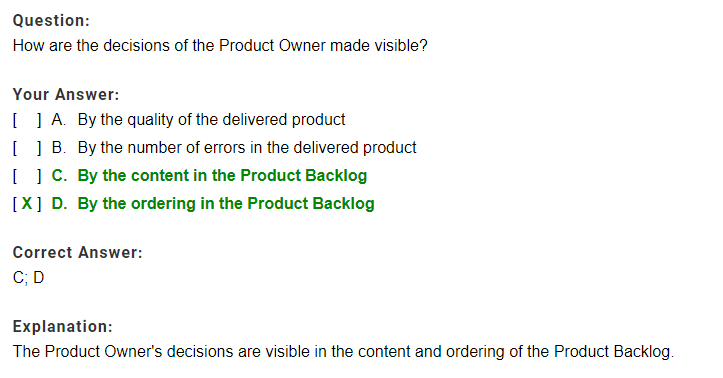 Question:
How are the decisions of the Product Owner made visible?
Your Answer:
[ ] A. By the quality of the delivered product
[ ] B. By the number of errors in the delivered product
[ ] C. By the content in the Product Backlog
[X] D. By the ordering in the Product Backlog
Correct Answer:
C; D
Explanation:
The Product Owner's decisions are visible in the content and ordering of the Product Backlog.